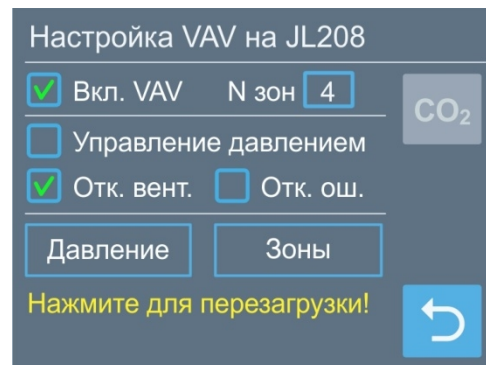 Настройка VAV на JL208
Вкл. VAV N зон 4
CO₂
Управление давлением
Отк. вент. Отк. ош.
Давление Зоны
Нажмите для перезагрузки!